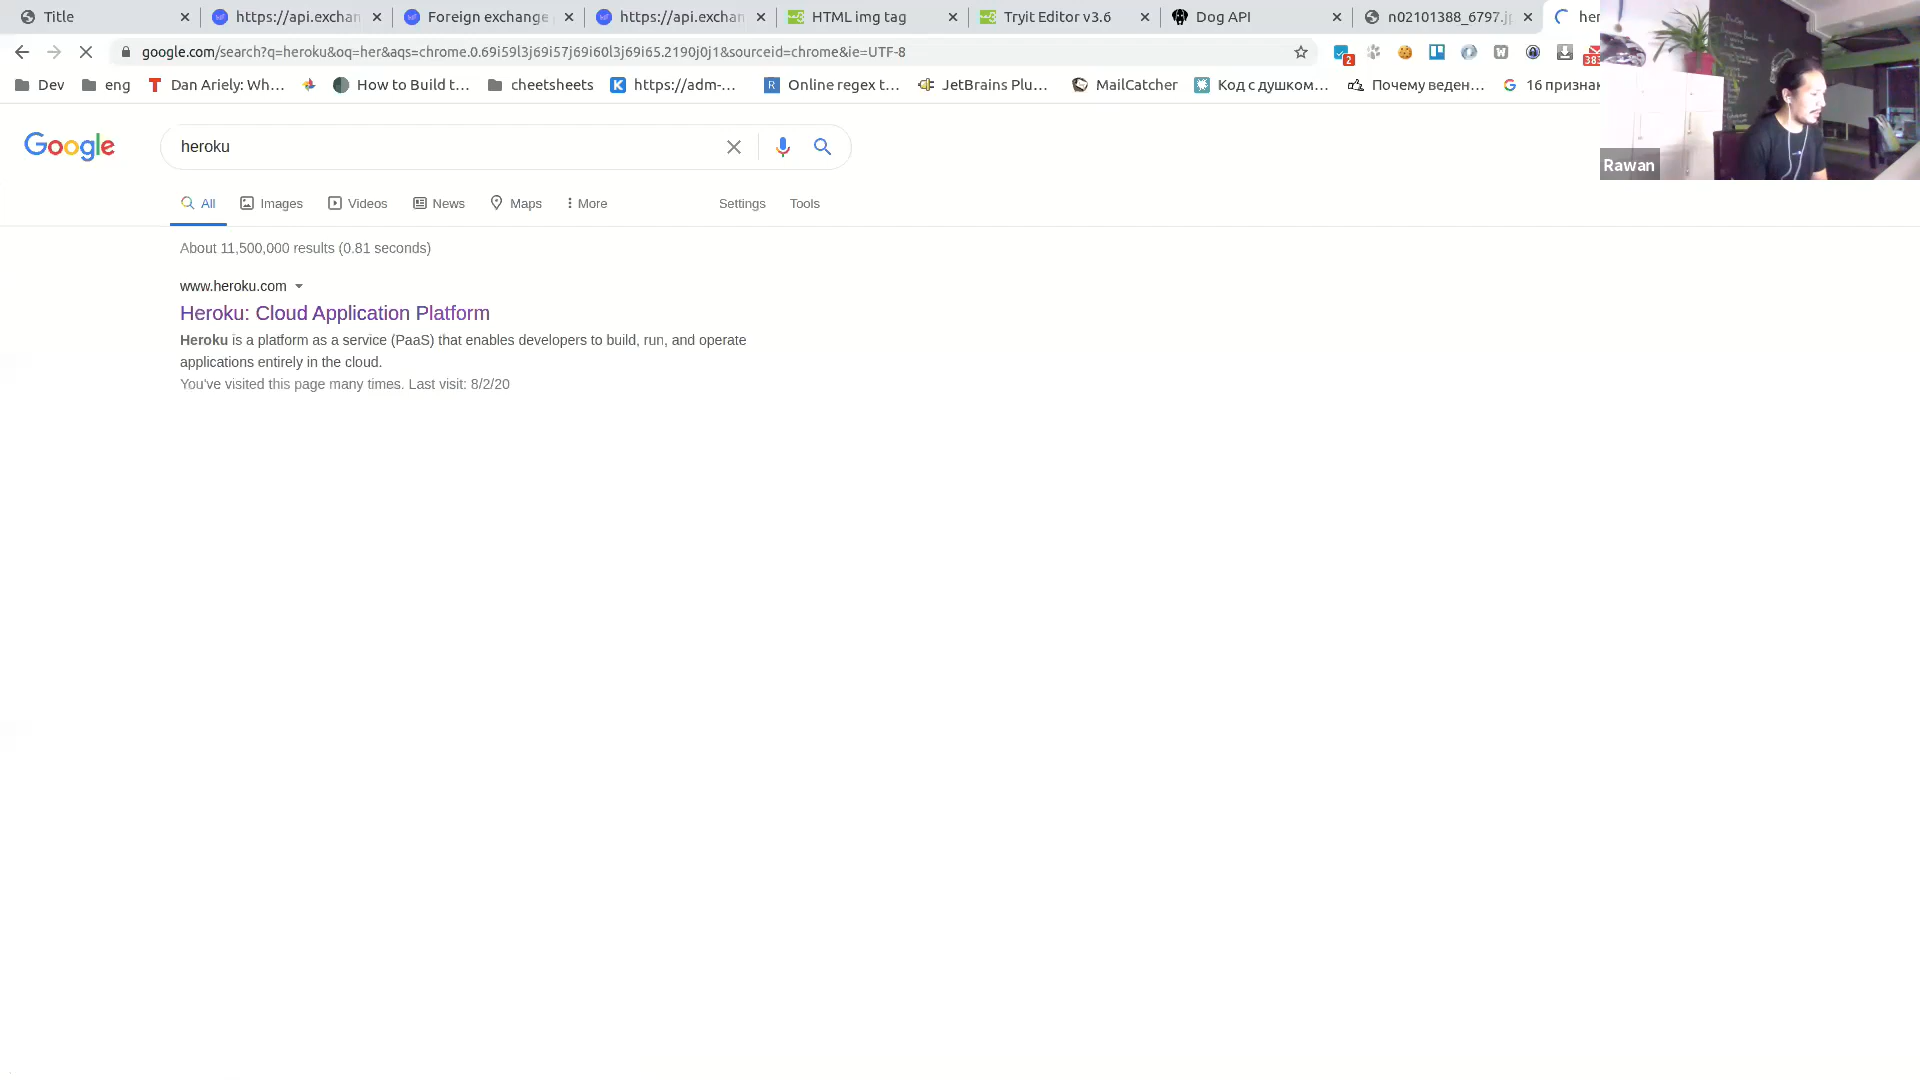 Title
https://api.exchan
Foreign exchange
https://api.exchan
HTML img tag
Tryit Editor v3.6
Dog API
n02101388_6797.j
her
google.com/search?q=heroku&oq=her&aqs=chrome.0.69i59l3j69i57j69i60l3j69i65.2190j0j1&sourceid=chrome&ie=UTF-8
2
383
Dev
eng
Dan Ariely: Wh...
How to Build t...
cheetsheets
https://adm-...
Online regex t...
JetBrains Plu...
MailCatcher
Код с душком...
Почему веден...
16 признак
Rawan
Google
heroku
All
Images
Videos
News
Maps
More
Settings
Tools
About 11,500,000 results (0.81 seconds)
www.heroku.com
Heroku: Cloud Application Platform
Heroku is a platform as a service (PaaS) that enables developers to build, run, and operate
applications entirely in the cloud.
You've visited this page many times. Last visit: 8/2/20